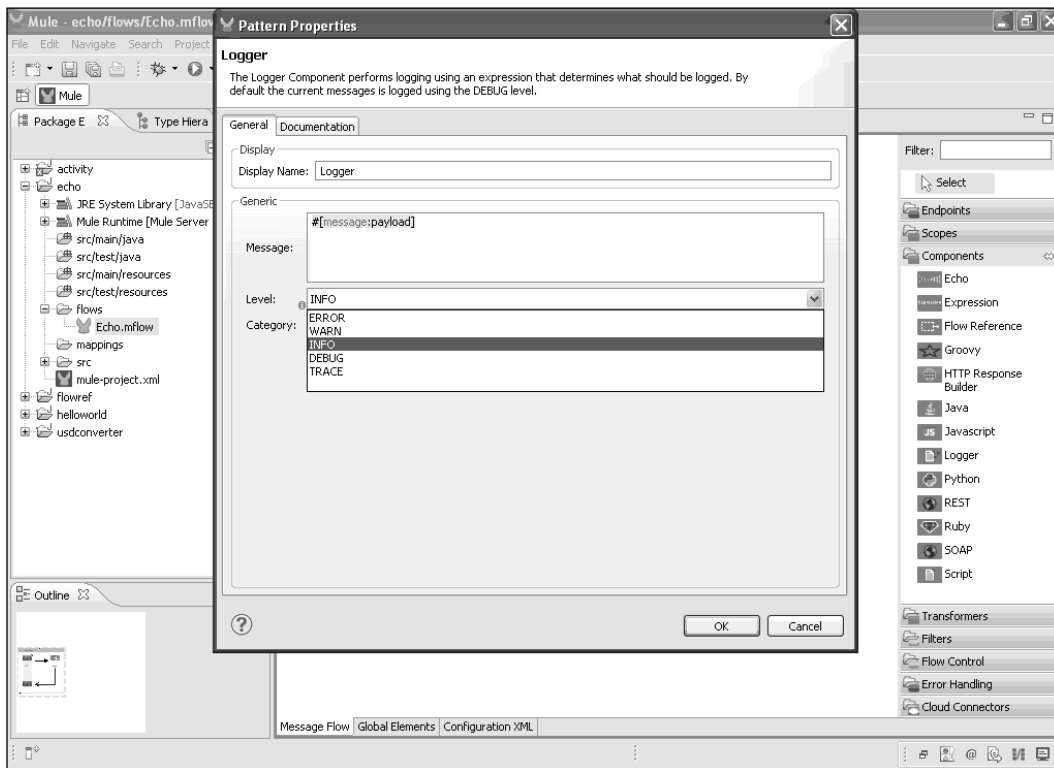 Mule - echo/flows/Echo.mflow
File Edit Navigate Search Project
Mule
Package E
Type Hiera
activity
echo
JRE System Library [JavaSE
Mule Runtime [Mule Server
src/main/java
src/test/java
src/main/resources
src/test/resources
flows
Echo.mflow
mappings
src
mule-project.xml
flowref
helloworld
usdconverter
Outline
Pattern Properties
Logger
The Logger Component performs logging using an expression that determines what should be logged. By
default the current messages is logged using the DEBUG level.
General Documentation
Display
Display Name: Logger
Generic
#[message:payload]
Message:
Level: INFO
Category:
ERROR
WARN
INFO
DEBUG
TRACE
OK Cancel
Message Flow Global Elements Configuration XML
Filter:
Select
Endpoints
Scopes
Components
Echo
Expression
Flow Reference
Groovy
HTTP Response
Builder
Java
JS Javascript
Logger
Python
REST
Ruby
SOAP
Script
Transformers
Filters
Flow Control
Error Handling
Cloud Connectors